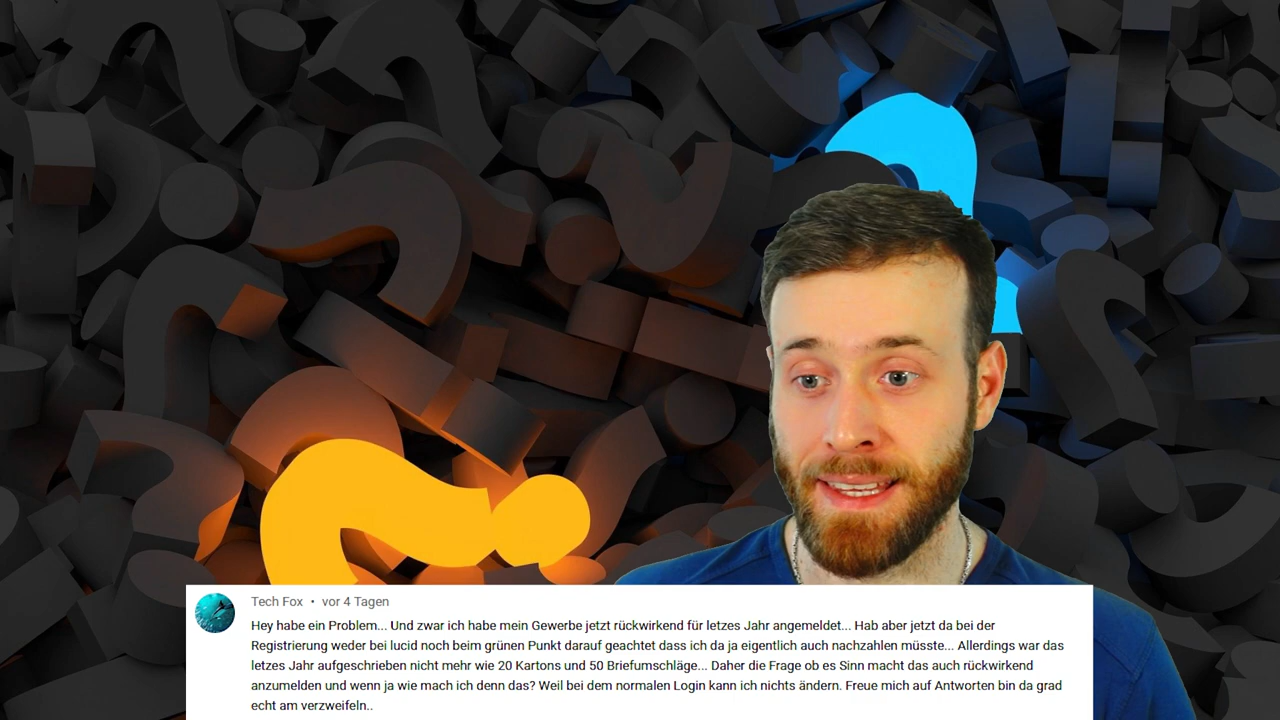 Tech Fox • vor 4 Tagen
Hey habe ein Problem... Und zwar ich habe mein Gewerbe jetzt rückwirkend für letzes Jahr angemeldet... Hab aber jetzt da bei der
Registrierung weder bei lucid noch beim grünen Punkt darauf geachtet dass ich da ja eigentlich auch nachzahlen müsste... Allerdings war das
letzes Jahr aufgeschrieben nicht mehr wie 20 Kartons und 50 Briefumschläge... Daher die Frage ob es Sinn macht das auch rückwirkend
anzumelden und wenn ja wie mach ich denn das? Weil bei dem normalen Login kann ich nichts ändern. Freue mich auf Antworten bin da grad
echt am verzweifeln..